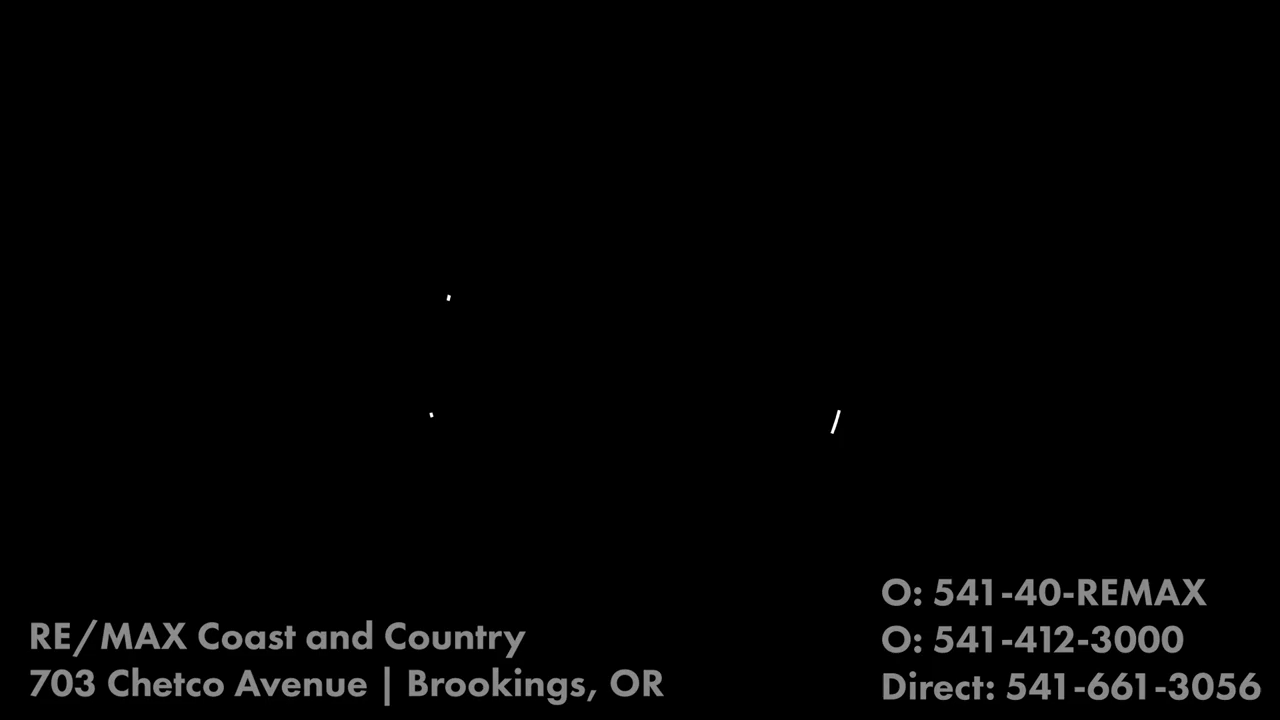 RE/MAX Coast and Country
703 Chetco Avenue | Brookings, OR
O: 541-40-REMAX
O: 541-412-3000
Direct: 541-661-3056